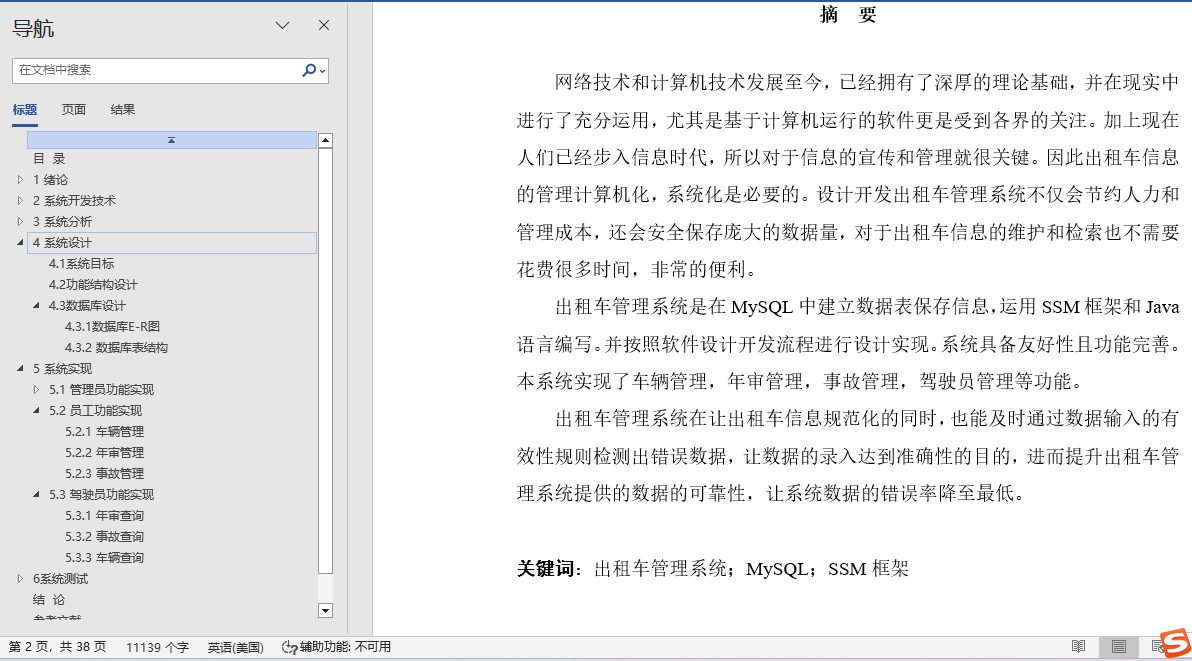 导航
在文档中搜索
标题 页面 结果
目 录
1 绪论
2 系统开发技术
3 系统分析
4 系统设计
4.1系统目标
4.2功能结构设计
4.3数据库设计
4.3.1数据库E-R图
4.3.2 数据库表结构
5 系统实现
5.1 管理员功能实现
5.2 员工功能实现
5.2.1 车辆管理
5.2.2 年审管理
5.2.3 事故管理
5.3 驾驶员功能实现
5.3.1 年审查询
5.3.2 事故查询
5.3.3 车辆查询
6系统测试
结 论
参考文献
摘 要
网络技术和计算机技术发展至今，已经拥有了深厚的理论基础，并在现实中
进行了充分运用，尤其是基于计算机运行的软件更是受到各界的关注。加上现在
人们已经步入信息时代，所以对于信息的宣传和管理就很关键。因此出租车信息
的管理计算机化，系统化是必要的。设计开发出租车管理系统不仅会节约人力和
管理成本，还会安全保存庞大的数据量，对于出租车信息的维护和检索也不需要
花费很多时间，非常的便利。
出租车管理系统是在 MySQL 中建立数据表保存信息，运用 SSM 框架和 Java
语言编写。并按照软件设计开发流程进行设计实现。系统具备友好性且功能完善。
本系统实现了车辆管理，年审管理，事故管理，驾驶员管理等功能。
出租车管理系统在让出租车信息规范化的同时，也能及时通过数据输入的有
效性规则检测出错误数据，让数据的录入达到准确性的目的，进而提升出租车管
理系统提供的数据的可靠性，让系统数据的错误率降至最低。
关键词：出租车管理系统；MySQL；SSM 框架
第 2 页，共 38 页 11139 个字 英语(美国) 辅助功能: 不可用